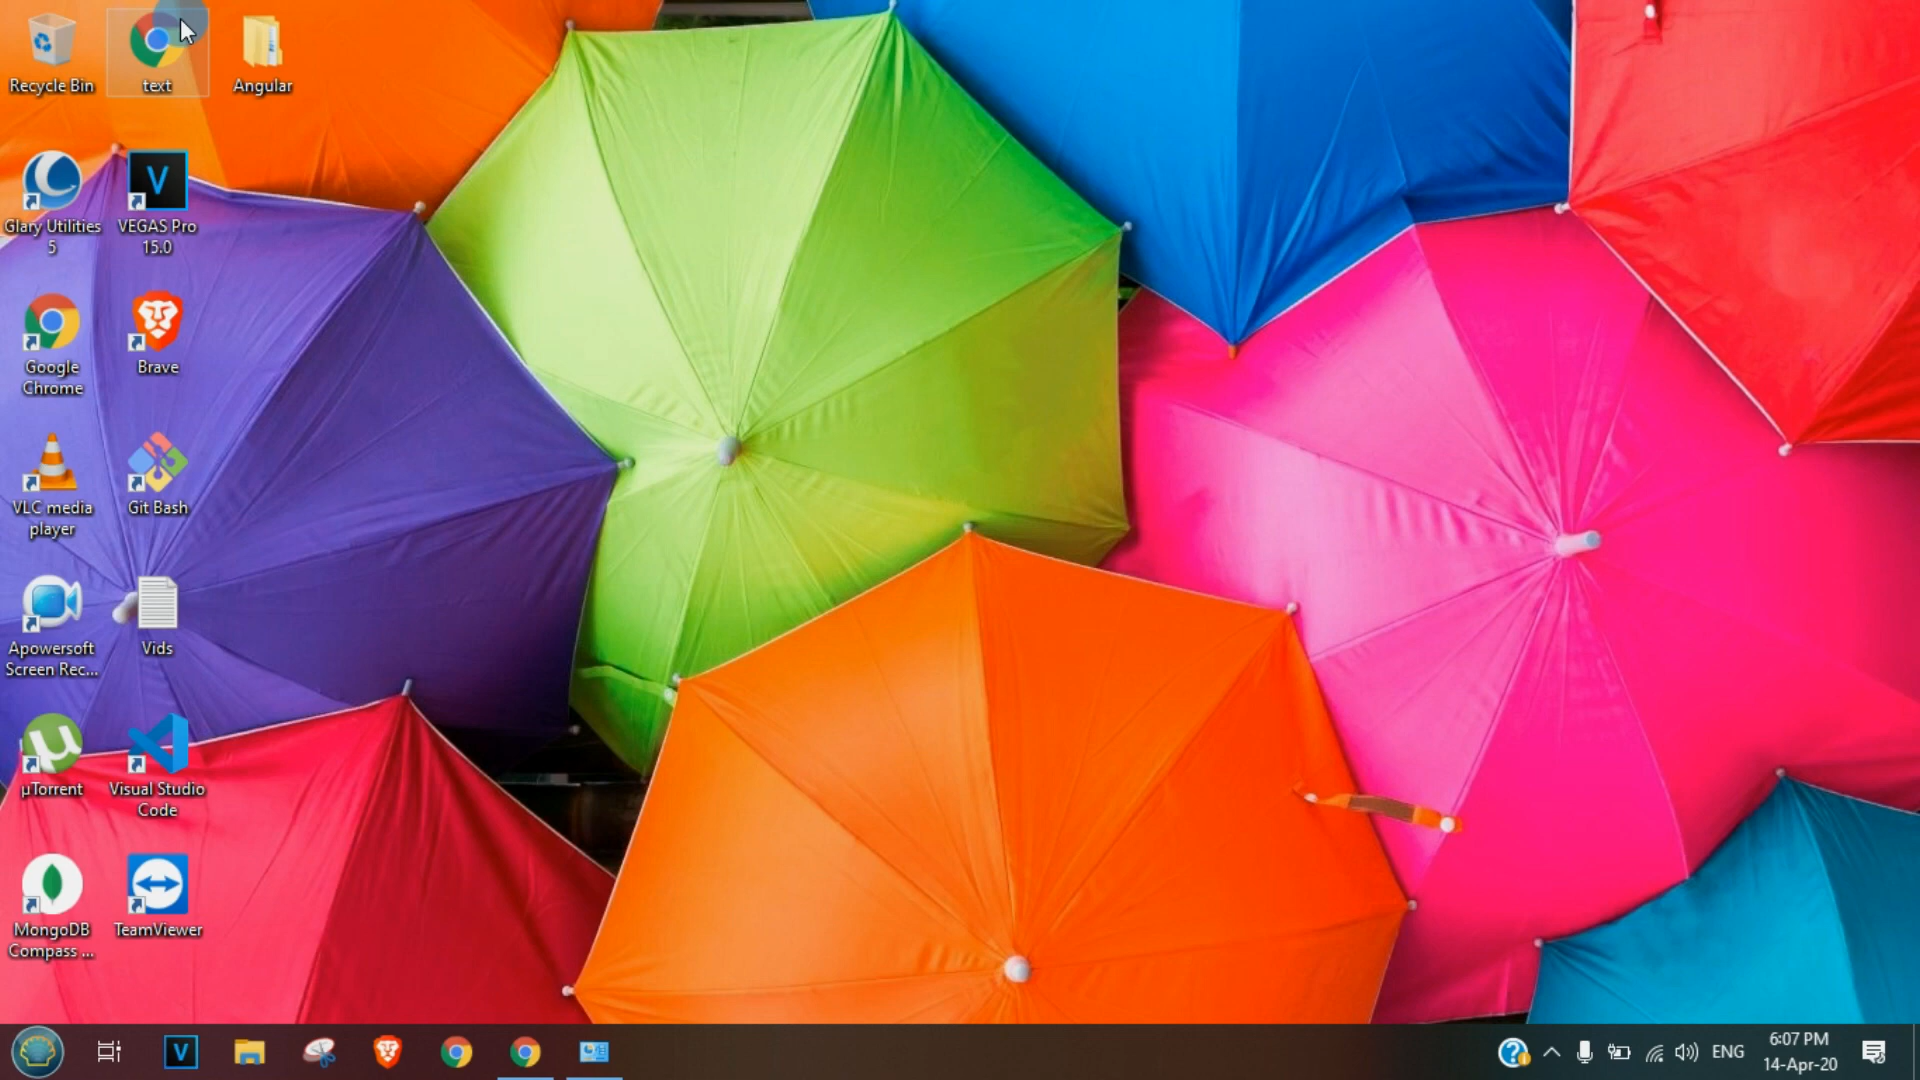 Recycle Bin
text
Angular
Glary Utilities
5
VEGAS Pro
15.0
Google
Chrome
Brave
VLC media
player
Git Bash
Apowersoft
Screen Rec...
Vids
µTorrent
Visual Studio
Code
MongoDB
Compass ...
TeamViewer
ENG
6:07 PM
14-Apr-20